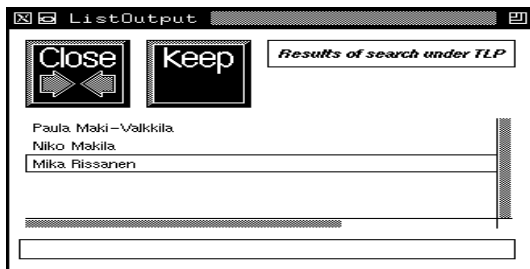 ListOutput
Close
Keep
Results of search under TLP
Paula Maki-Valkkila
Niko Makila
Mika Rissanen